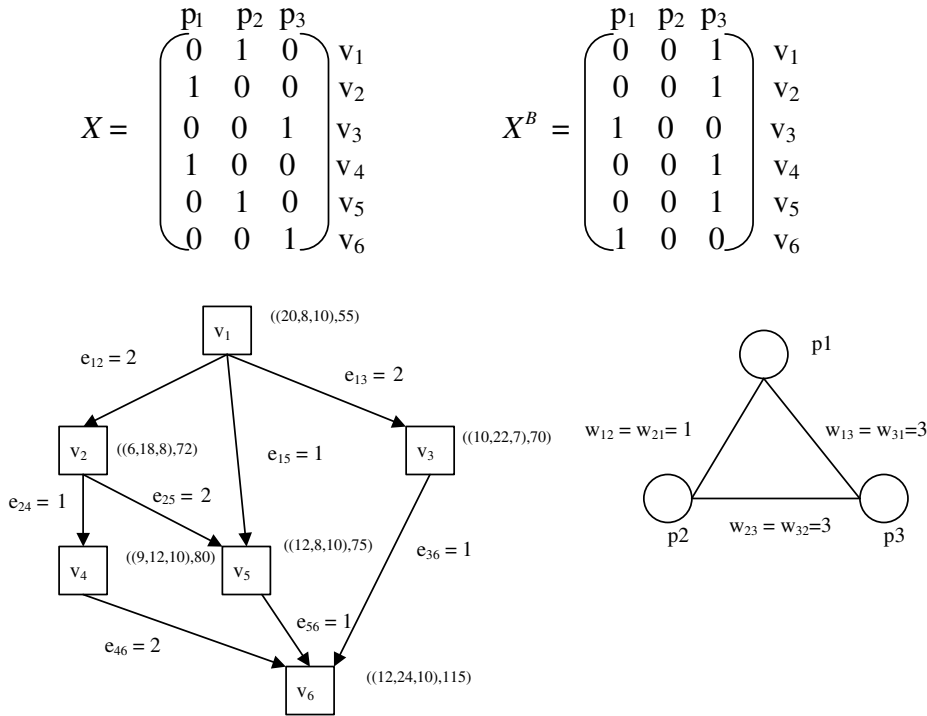 p₁ p₂ p₃
0 1 0 v₁
1 0 0 v₂
X = 0 0 1 v₃
1 0 0 v₄
0 1 0 v₅
0 0 1 v₆
p₁ p₂ p₃
0 0 1 v₁
0 0 1 v₂
Xᴮ = 1 0 0 v₃
0 0 1 v₄
0 0 1 v₅
1 0 0 v₆
v₁ ((20,8,10),55)
e₁₂ = 2
e₁₃ = 2
v₂ ((6,18,8),72)
e₁₅ = 1
v₃ ((10,22,7),70)
e₂₄ = 1
e₂₅ = 2
v₄ ((9,12,10),80)
v₅ ((12,8,10),75)
e₃₆ = 1
e₄₆ = 2
e₅₆ = 1
v₆ ((12,24,10),115)
p1
w₁₂ = w₂₁= 1
w₁₃ = w₃₁=3
w₂₃ = w₃₂=3
p2
p3